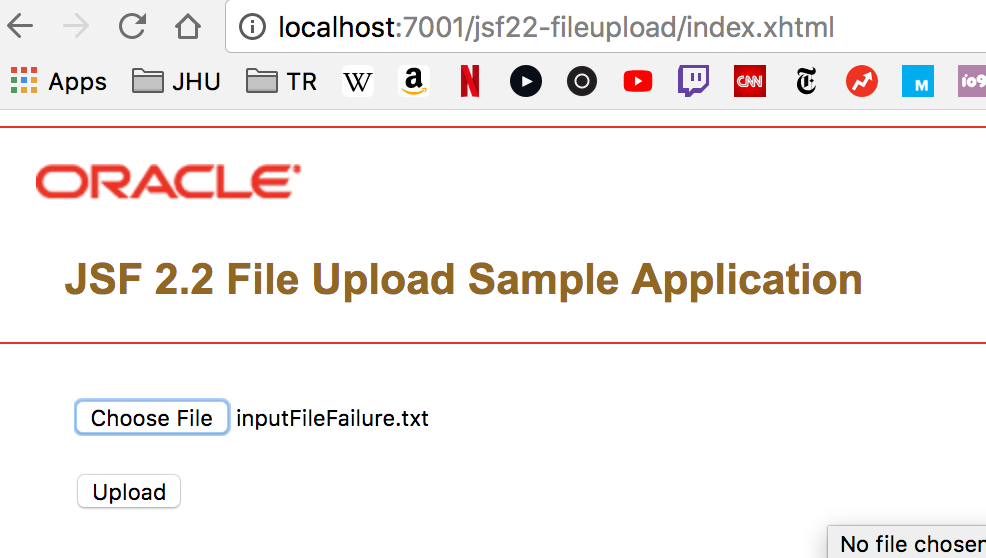 localhost:7001/jsf22-fileupload/index.xhtml
Apps JHU TR W a N CNN T M io9
ORACLE
JSF 2.2 File Upload Sample Application
Choose File inputFileFailure.txt
Upload
No file chosen